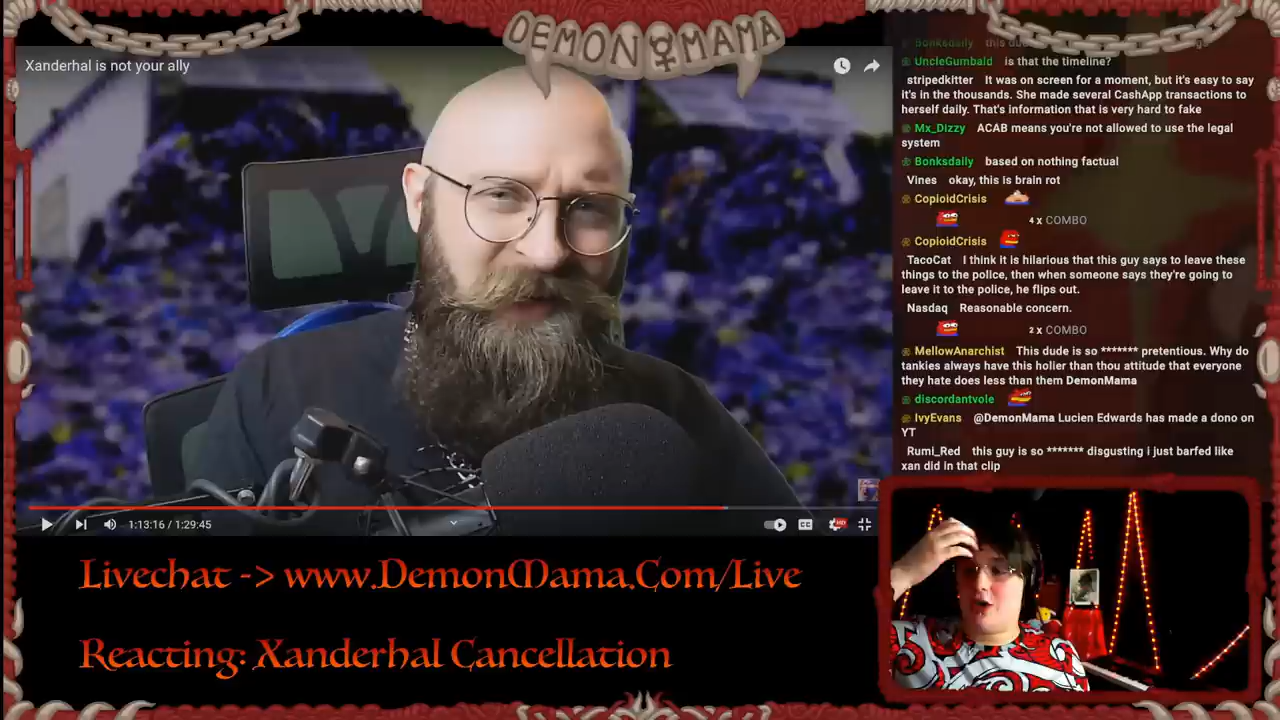 DEMON MAMA
Xanderhal is not your ally
Bonksdaily this
UncleGumbald is that the timeline?
stripedkitter It was on screen for a moment, but it's easy to say
it's in the thousands. She made several CashApp transactions to
herself daily. That's information that is very hard to fake
Mx_Dizzy ACAB means you're not allowed to use the legal
system
Bonksdaily based on nothing factual
Vines okay, this is brain rot
CopioidCrisis
4 x COMBO
CopioidCrisis
TacoCat I think it is hilarious that this guy says to leave these
things to the police, then when someone says they're going to
leave it to the police, he flips out.
Nasdaq Reasonable concern.
2 x COMBO
MellowAnarchist This dude is so ******* pretentious. Why do
tankies always have this holier than thou attitude that everyone
they hate does less than them DemonMama
discordantvole
IvyEvans @DemonMama Lucien Edwards has made a dono on
YT
Rumi_Red this guy is so ******* disgusting i just barfed like
xan did in that clip
1:13:16 / 1:29:45
CC
HD
Livechat -> www.DemonMama.Com/Live
Reacting: Xanderhal Cancellation